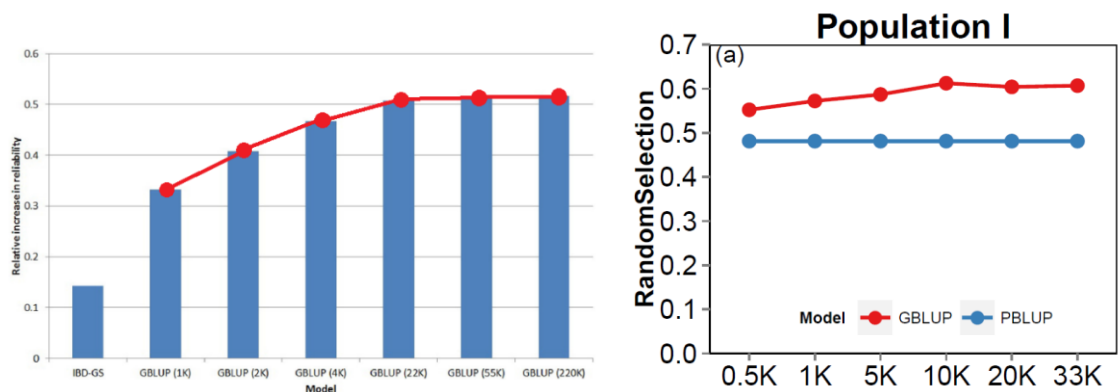 0.6
0.5
0.4
0.3
0.2
0.1
0
Relative increase in reliability
IBD-GS GBLUP (1K) GBLUP (2K) GBLUP (4K) GBLUP (22K) GBLUP (55K) GBLUP (220K)
Model
Population I
(a)
0.7
0.6
0.5
0.4
0.3
0.2
0.1
0.0
RandomSelection
Model GBLUP PBLUP
0.5K 1K 5K 10K 20K 33K